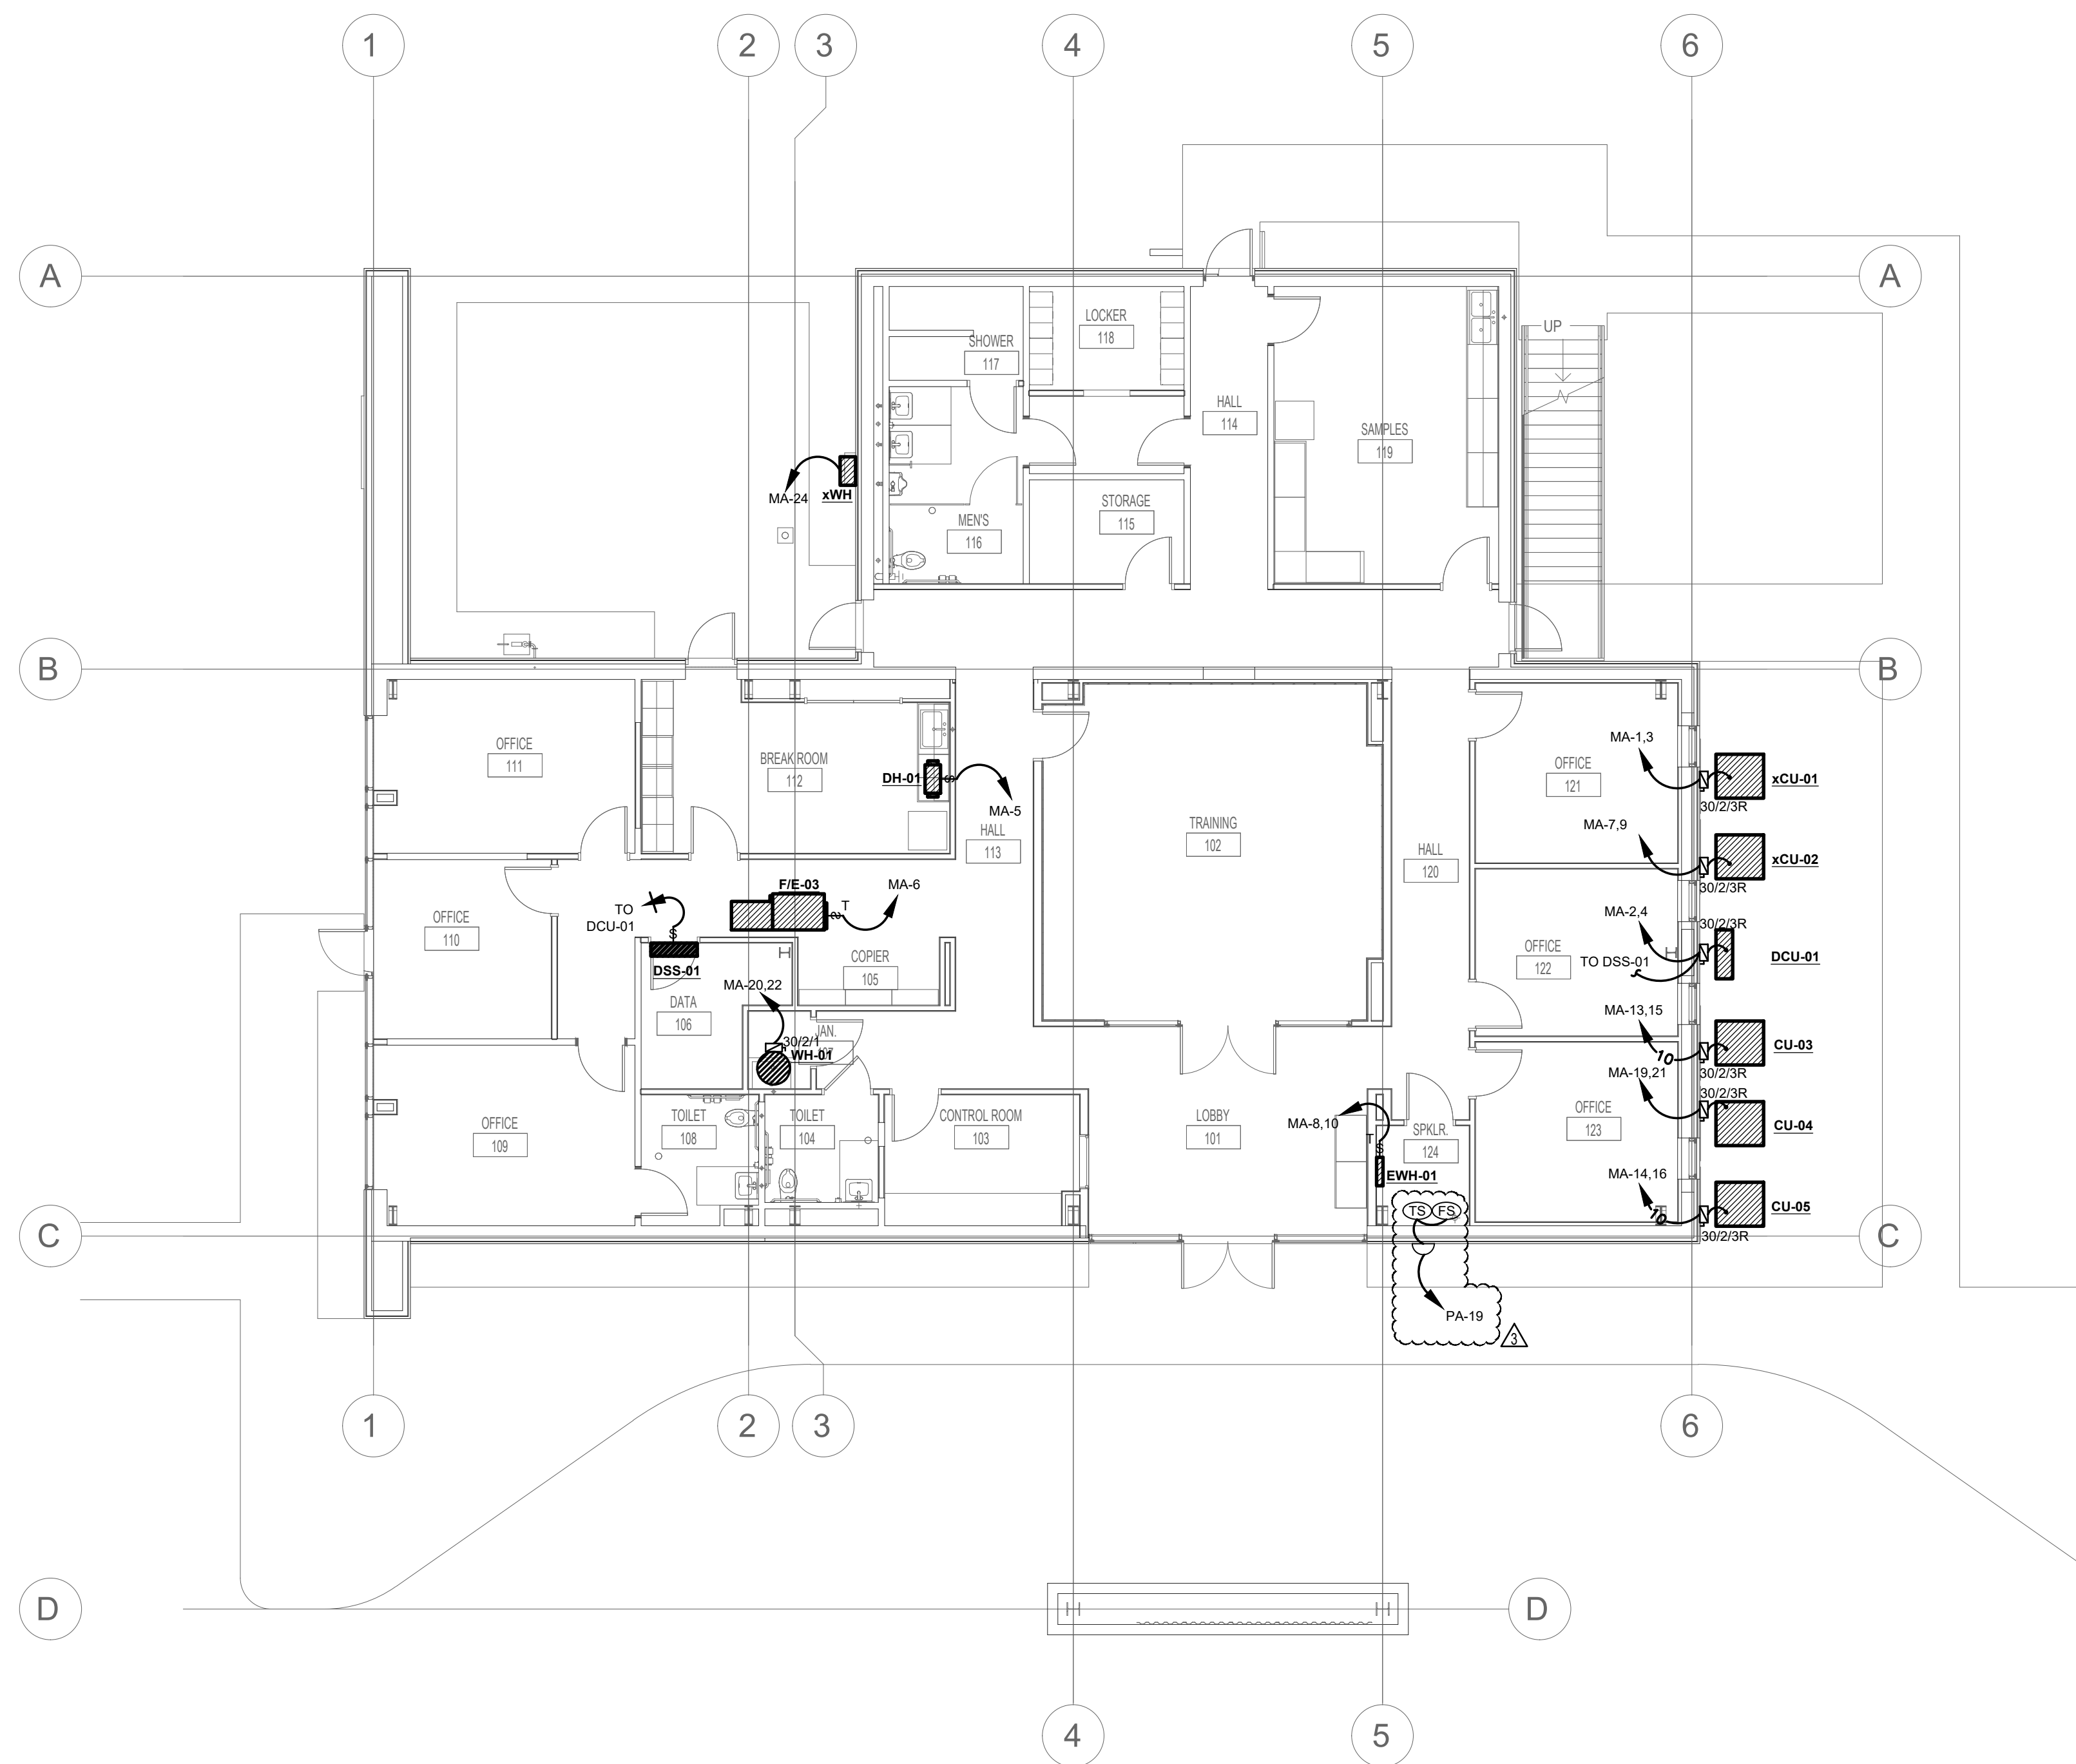 1
2
3
4
5
6
A
A
UP
LOCKER
118
SHOWER
117
HALL
114
SAMPLES
119
MA-24
xWH
STORAGE
115
MEN'S
116
B
B
OFFICE
111
BREAK ROOM
112
DH-01
S
MA-5
HALL
113
TRAINING
102
HALL
120
OFFICE
121
MA-1,3
xCU-01
30/2/3R
MA-7,9
xCU-02
30/2/3R
F/E-03
MA-6
T
2
TO
DCU-01
S
DSS-01
OFFICE
110
COPIER
105
MA-2,4
30/2/3R
TO DSS-01
DCU-01
OFFICE
122
DATA
106
MA-20,22
JAN.
107
30/2/1
WH-01
MA-13,15
10
CU-03
30/2/3R
MA-19,21
30/2/3R
CU-04
OFFICE
109
TOILET
108
TOILET
104
CONTROL ROOM
103
LOBBY
101
MA-8,10
T
S
EWH-01
SPKLR.
124
OFFICE
123
MA-14,16
10
CU-05
30/2/3R
TS
FS
C
C
PA-19
3
1
2
3
6
D
D
4
5